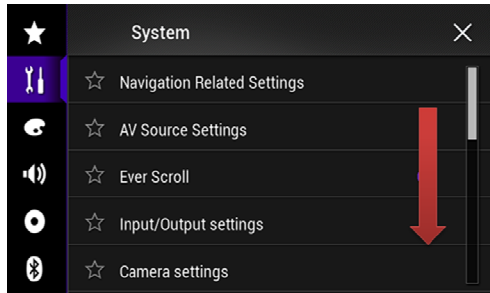 System
Navigation Related Settings
AV Source Settings
Ever Scroll
Input/Output settings
Camera settings